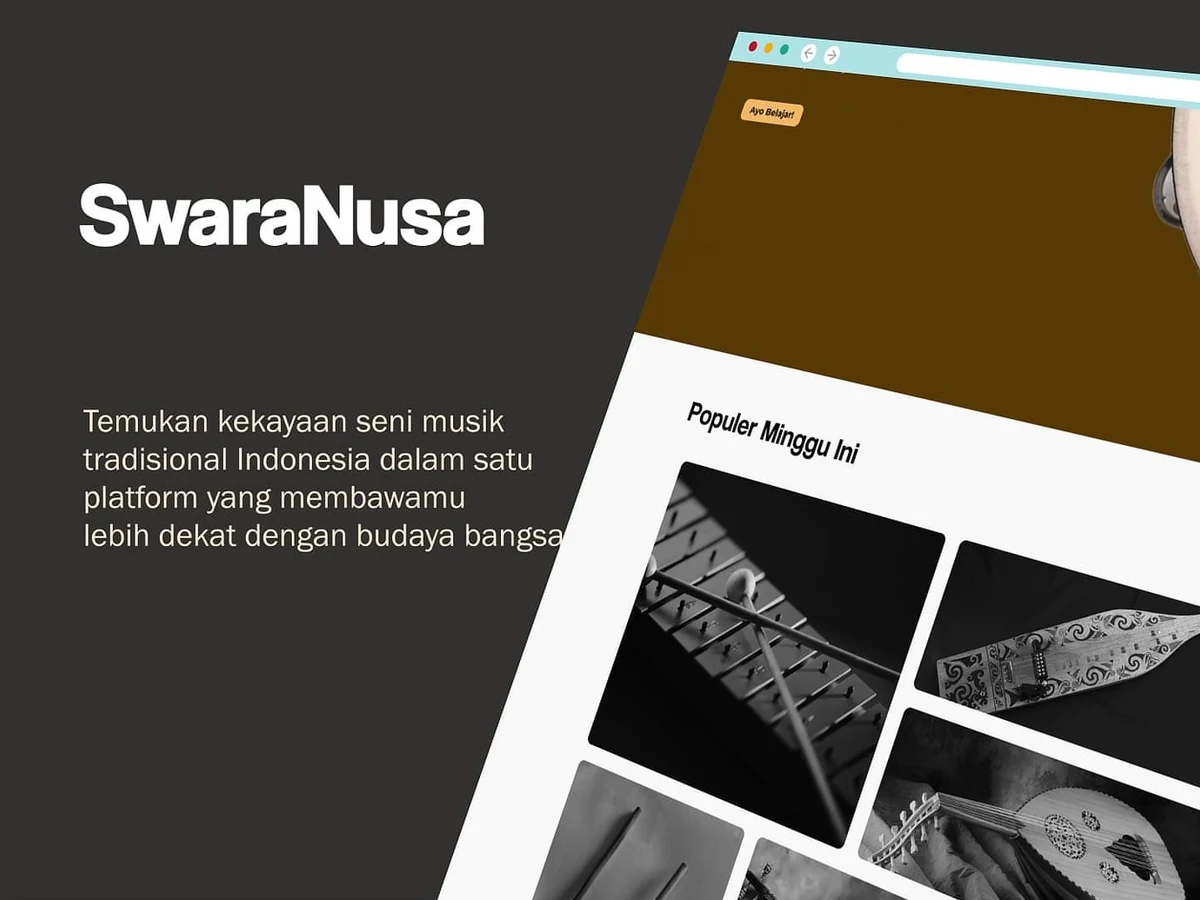 SwaraNusa
Temukan kekayaan seni musik
tradisional Indonesia dalam satu
platform yang membawamu
lebih dekat dengan budaya bangsa
Ayo Belajar!
Populer Minggu Ini